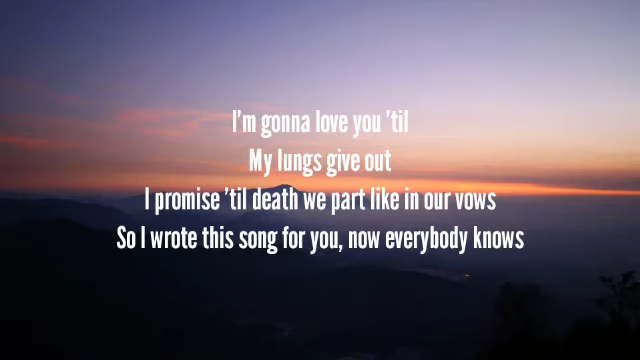 I'm gonna love you 'til
My lungs give out
I promise 'til death we part like in our vows
So I wrote this song for you, now everybody knows